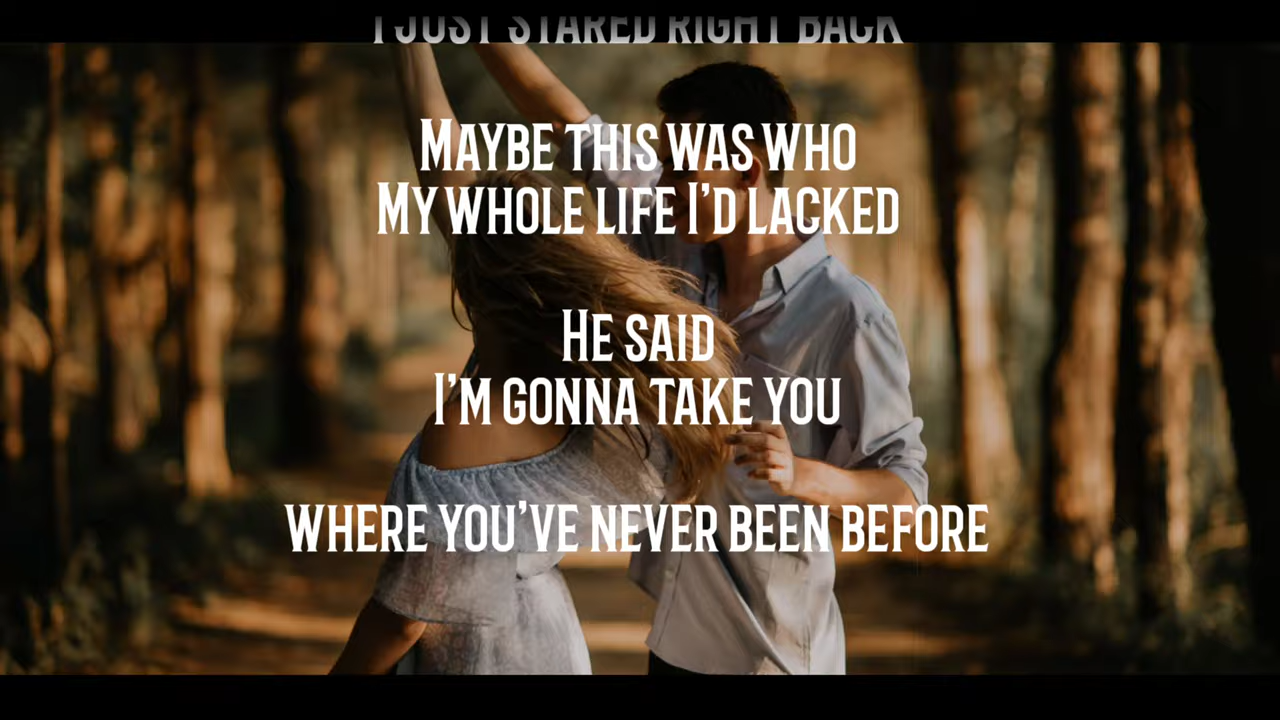 I JUST STARED RIGHT BACK
MAYBE THIS WAS WHO
MY WHOLE LIFE I'D LACKED
HE SAID
I'M GONNA TAKE YOU
WHERE YOU'VE NEVER BEEN BEFORE